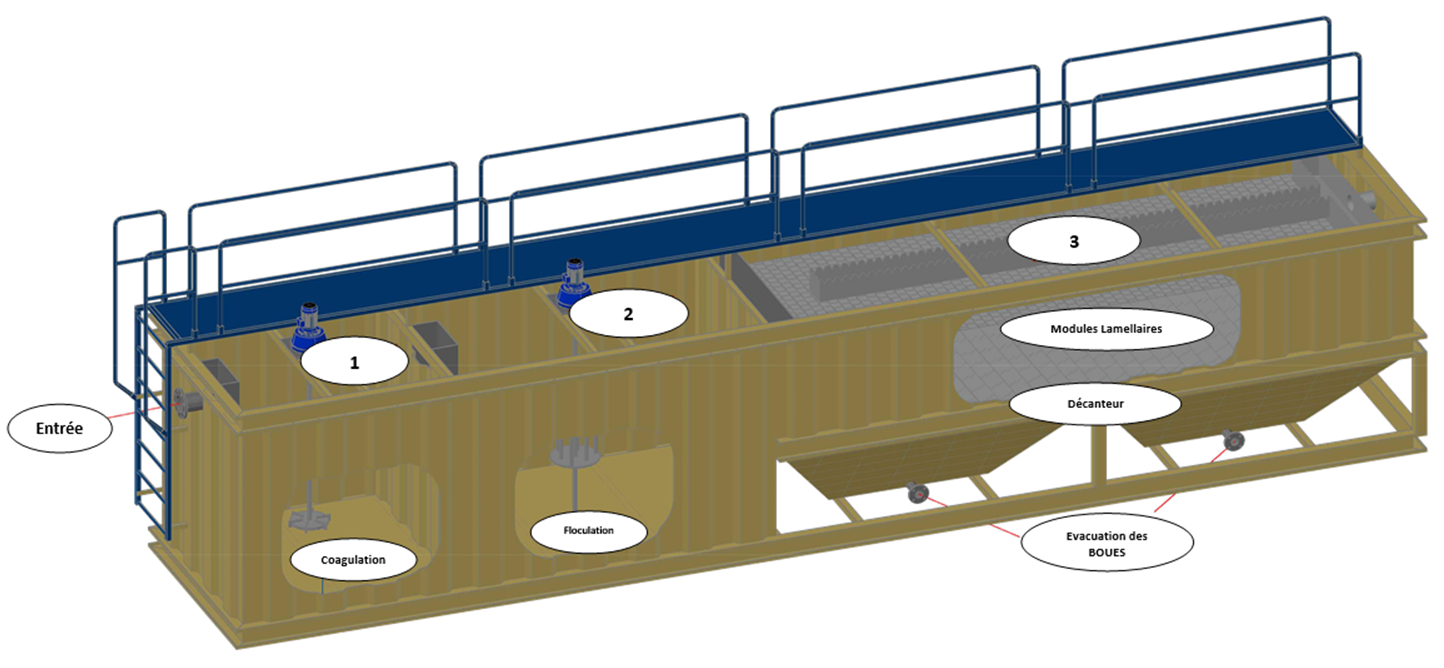 1
2
3
Modules Lamellaires
Décanteur
Entrée
Floculation
Coagulation
Evacuation des
BOUES